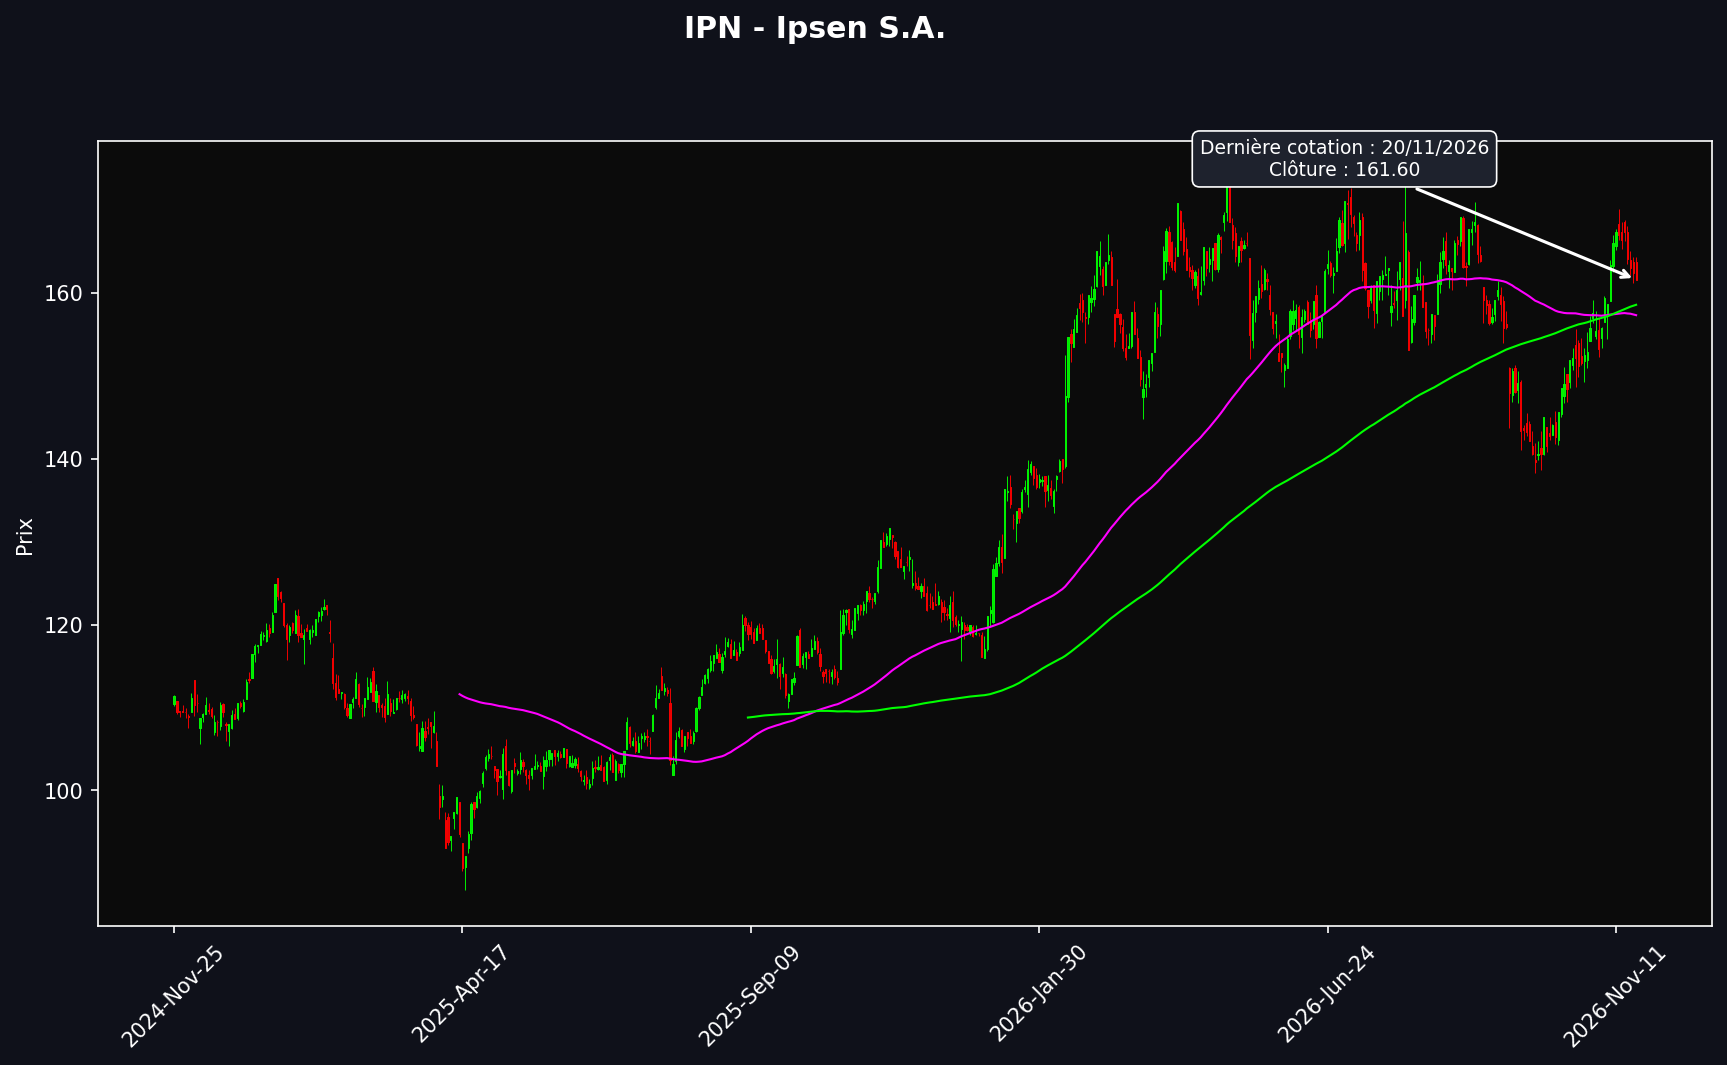 IPN - Ipsen S.A.
Dernière cotation : 20/11/2026
Clôture : 161.60
Prix
160
140
120
100
2024-Nov-25
2025-Apr-17
2025-Sep-09
2026-Jan-30
2026-Jun-24
2026-Nov-11